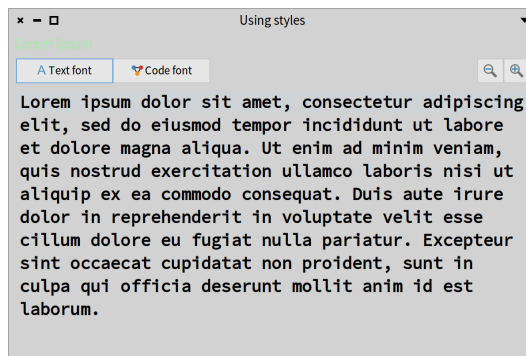 Using styles
Lorem ipsum
Text font Code font
Lorem ipsum dolor sit amet, consectetur adipiscing
elit, sed do eiusmod tempor incididunt ut labore
et dolore magna aliqua. Ut enim ad minim veniam,
quis nostrud exercitation ullamco laboris nisi ut
aliquip ex ea commodo consequat. Duis aute irure
dolor in reprehenderit in voluptate velit esse
cillum dolore eu fugiat nulla pariatur. Excepteur
sint occaecat cupidatat non proident, sunt in
culpa qui officia deserunt mollit anim id est
laborum.